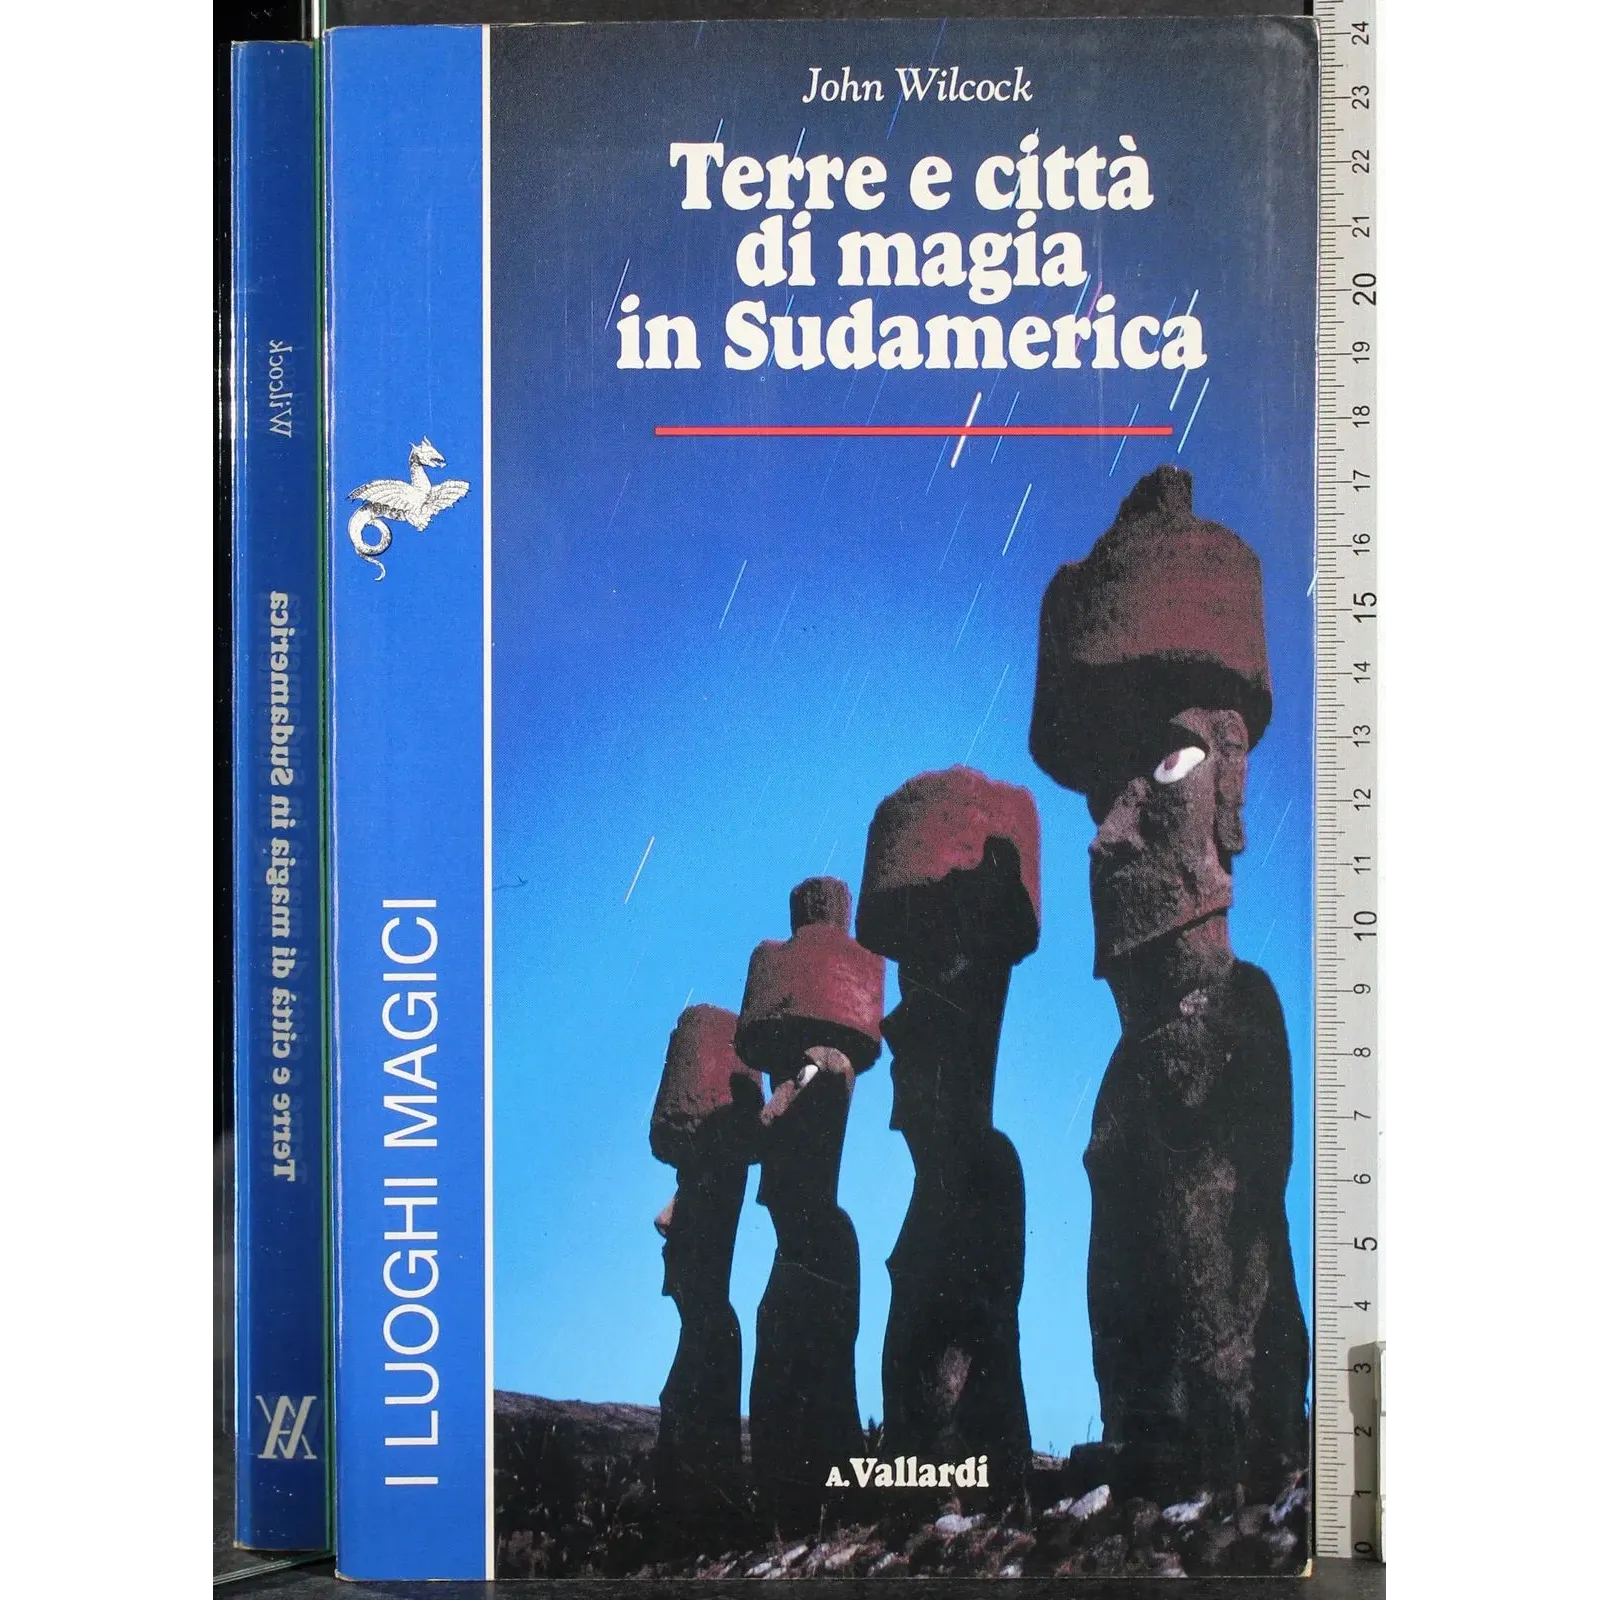 John Wilcock
Terre e città
di magia
in Sudamerica
I LUOGHI MAGICI
A. Vallardi
Wilcock
Terre e città di magia in Sudamerica
AV
24
23
22
21
20
19
18
17
16
15
14
13
12
11
10
9
8
7
6
5
4
3
2
1
0